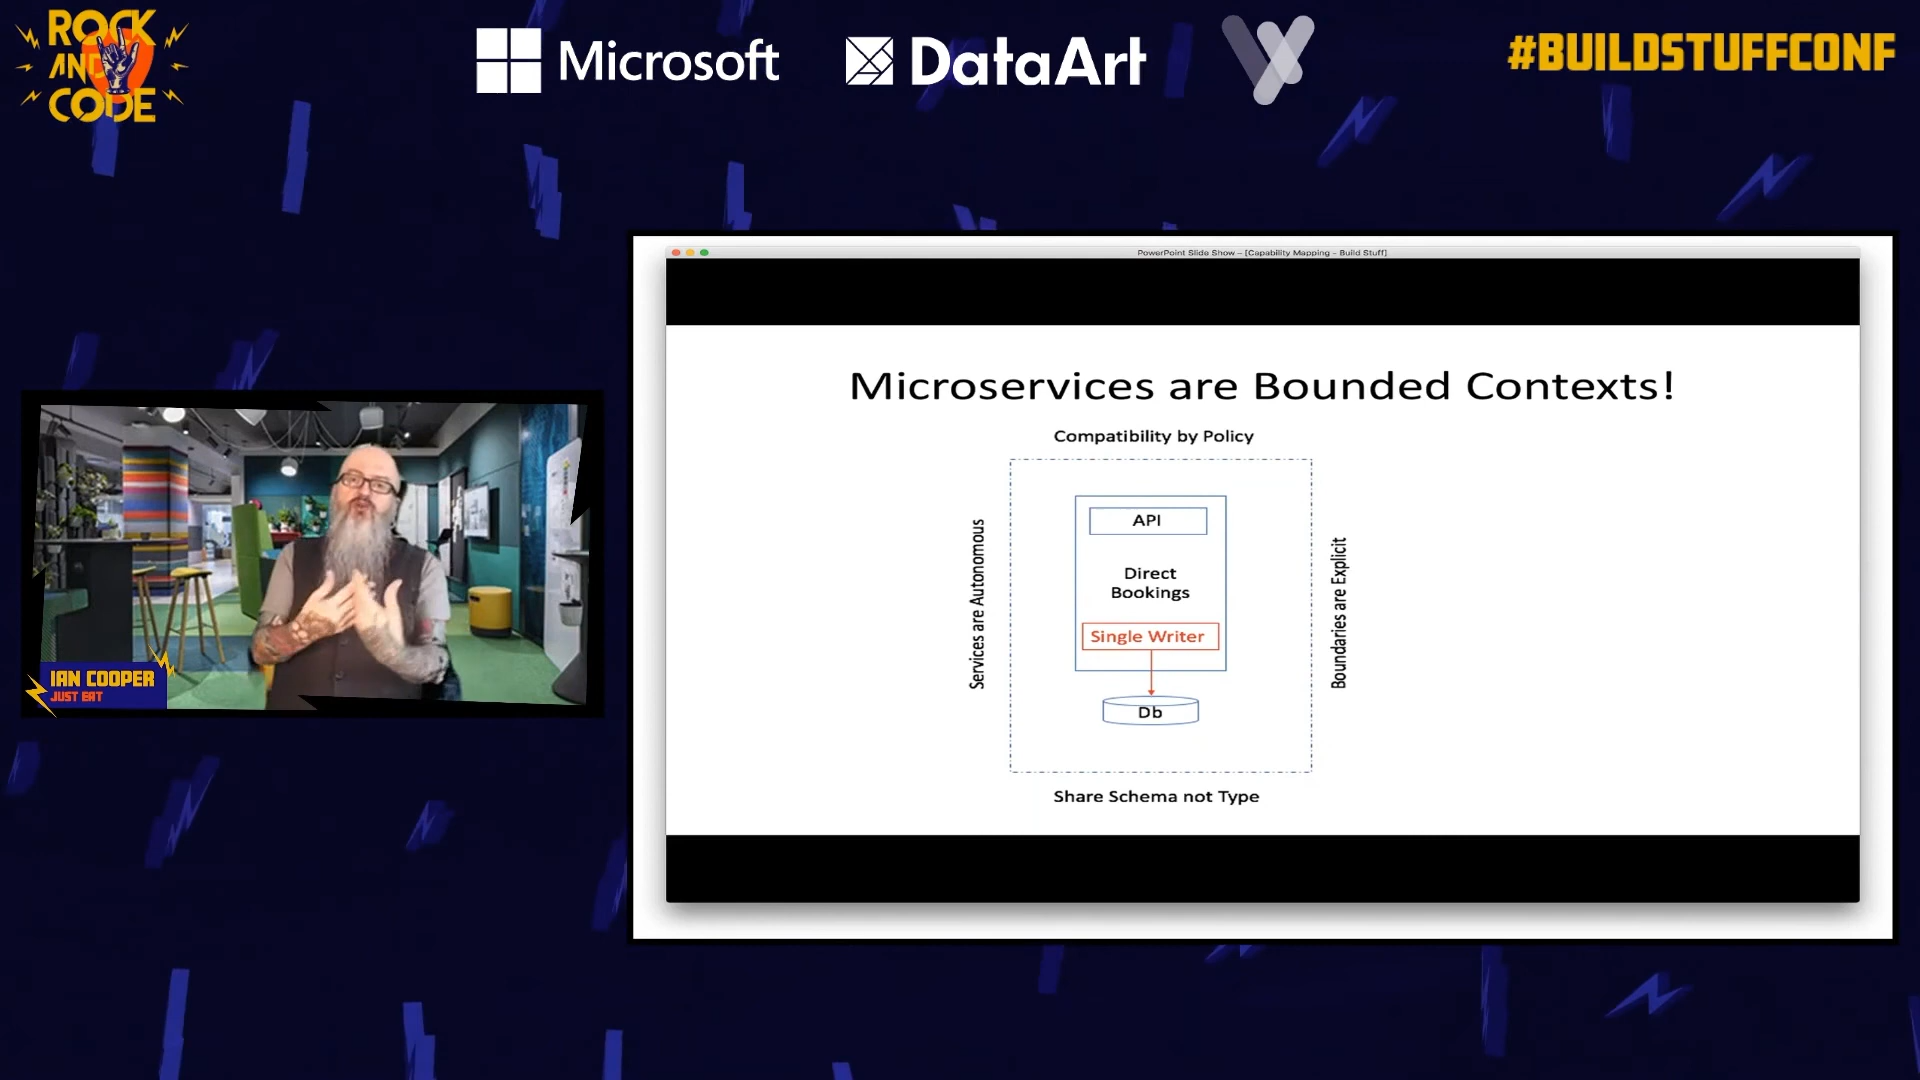 ROCK
AND
CODE
Microsoft
DataArt
#BUILDSTUFFCONF
PowerPoint Slide Show – [Capability Mapping - Build Stuff]
Microservices are Bounded Contexts!
Compatibility by Policy
Services are Autonomous
API
Direct
Bookings
Single Writer
Db
Boundaries are Explicit
Share Schema not Type
IAN COOPER
JUST EAT